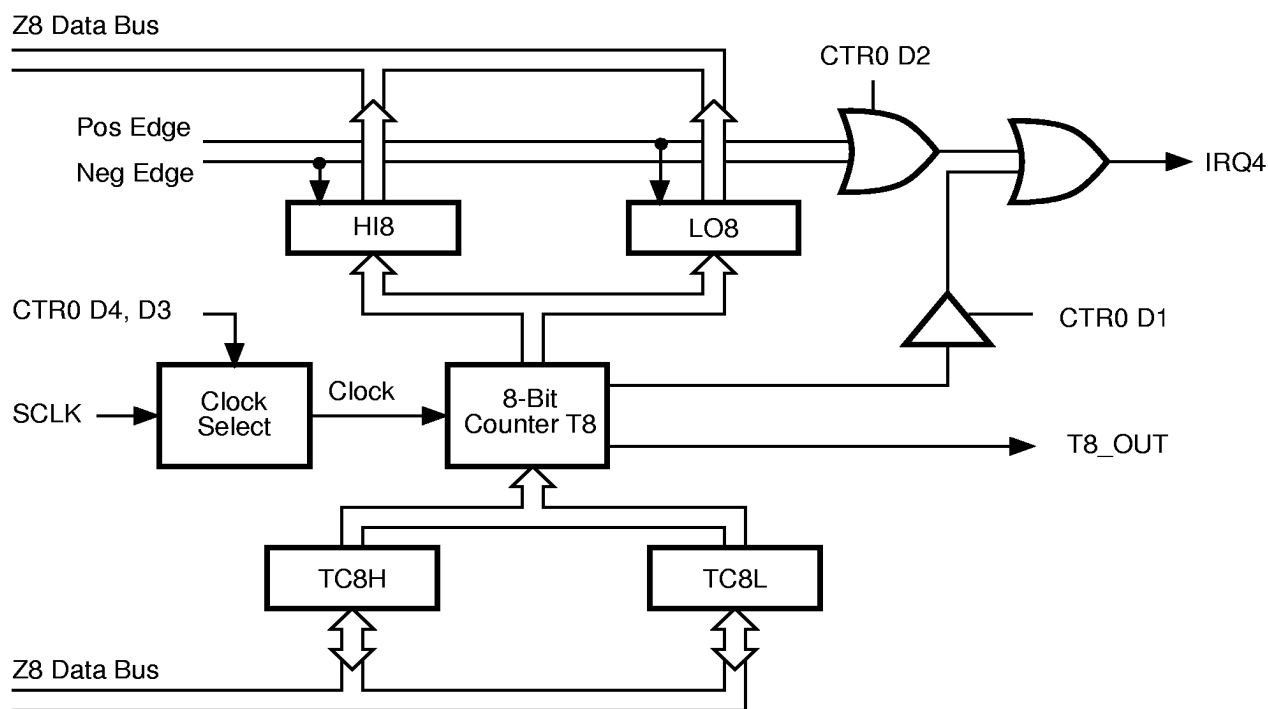 Z8 Data Bus
CTR0 D2
Pos Edge
Neg Edge
IRQ4
HI8
LO8
CTR0 D4, D3
CTR0 D1
SCLK
Clock
Select
Clock
8-Bit
Counter T8
T8_OUT
TC8H
TC8L
Z8 Data Bus